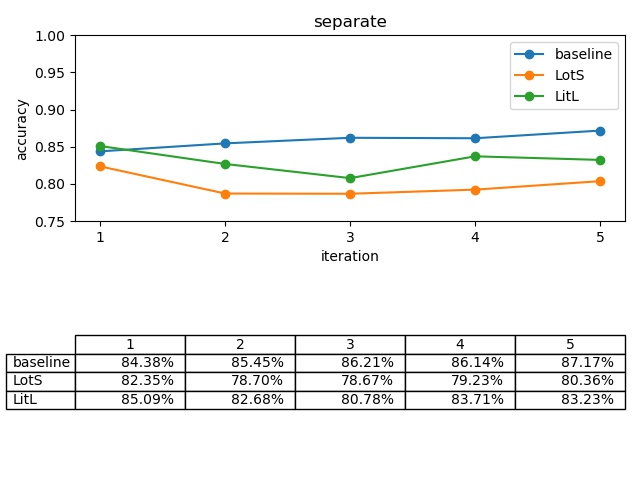 separate
1.00
0.95
0.90
0.85
0.80
0.75
accuracy
baseline
LotS
LitL
1 2 3 4 5
iteration
1 2 3 4 5
baseline 84.38% 85.45% 86.21% 86.14% 87.17%
LotS 82.35% 78.70% 78.67% 79.23% 80.36%
LitL 85.09% 82.68% 80.78% 83.71% 83.23%